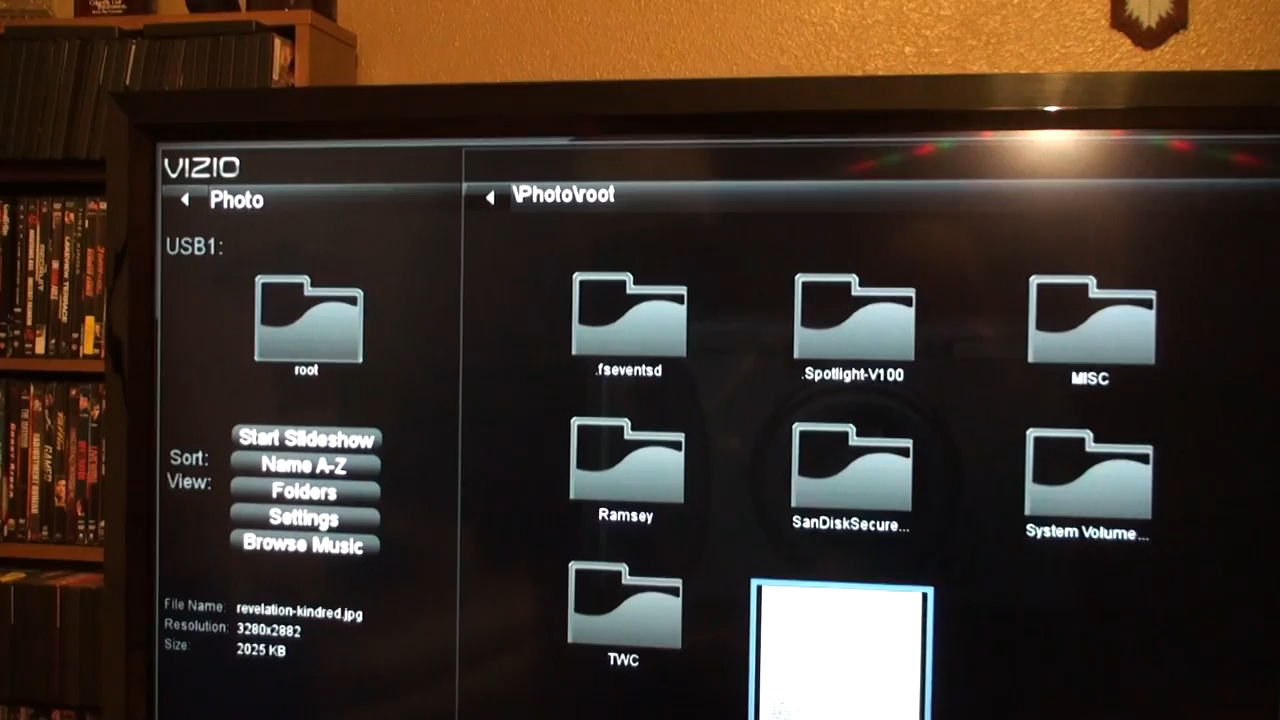 VIZIO
Photo
\Photo\root
USB1:
root
.fseventsd
.Spotlight-V100
MISC
Start Slideshow
Sort:
Name A-Z
View:
Folders
Settings
Browse Music
Ramsey
SanDiskSecure...
System Volume...
File Name: revelation-kindred.jpg
Resolution: 3280x2882
Size: 2025 KB
TWC